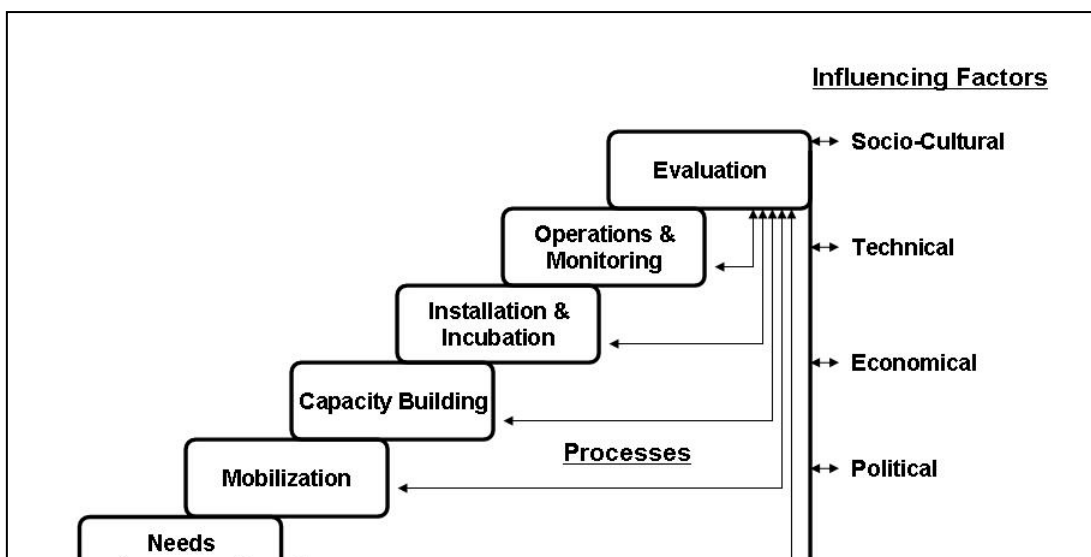 Influencing Factors
Socio-Cultural
Evaluation
Operations &
Monitoring
Technical
Installation &
Incubation
Economical
Capacity Building
Processes
Political
Mobilization
Needs